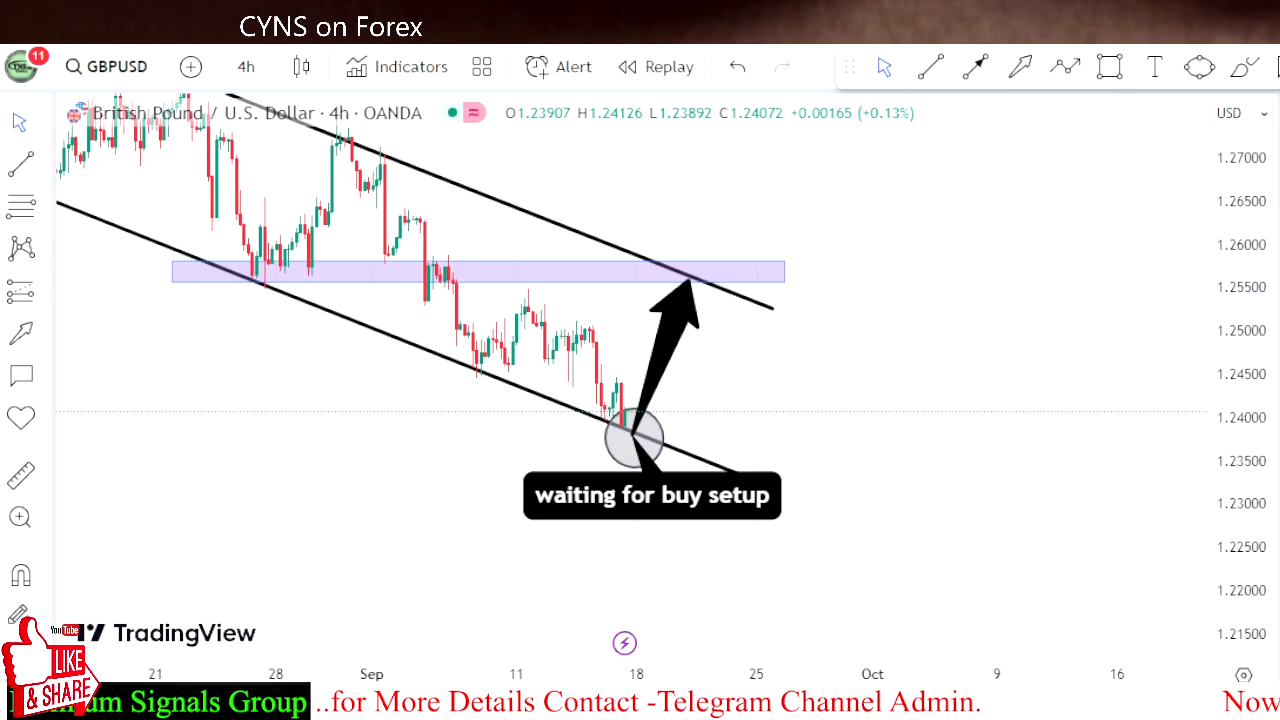 CYNS on Forex
11
GBPUSD
4h
Indicators
Alert
Replay
British Pound / U.S. Dollar · 4h · OANDA
O1.23907 H1.24126 L1.23892 C1.24072 +0.00165 (+0.13%)
USD
1.27000
1.26500
1.26000
1.25500
1.25000
1.24500
1.24000
1.23500
1.23000
1.22500
1.22000
1.21500
waiting for buy setup
TradingView
YouTube
LIKE
& SHARE
21 28 Sep 11 18 25 Oct 9 16
Signals Group ..for More Details Contact -Telegram Channel Admin. Now